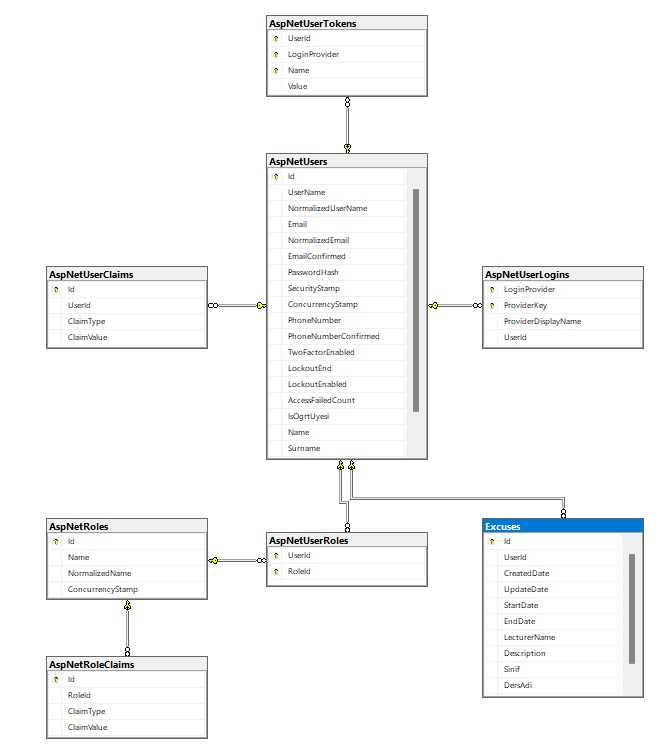 AspNetUserTokens
UserId
LoginProvider
Name
Value
AspNetUsers
Id
UserName
NormalizedUserName
Email
NormalizedEmail
EmailConfirmed
PasswordHash
SecurityStamp
ConcurrencyStamp
PhoneNumber
PhoneNumberConfirmed
TwoFactorEnabled
LockoutEnd
LockoutEnabled
AccessFailedCount
IsOgrtUyesi
Name
Surname
AspNetUserClaims
Id
UserId
ClaimType
ClaimValue
AspNetUserLogins
LoginProvider
ProviderKey
ProviderDisplayName
UserId
AspNetRoles
Id
Name
NormalizedName
ConcurrencyStamp
AspNetUserRoles
UserId
RoleId
Excuses
Id
UserId
CreatedDate
UpdateDate
StartDate
EndDate
LecturerName
Description
Sinif
DersAdi
AspNetRoleClaims
Id
RoleId
ClaimType
ClaimValue